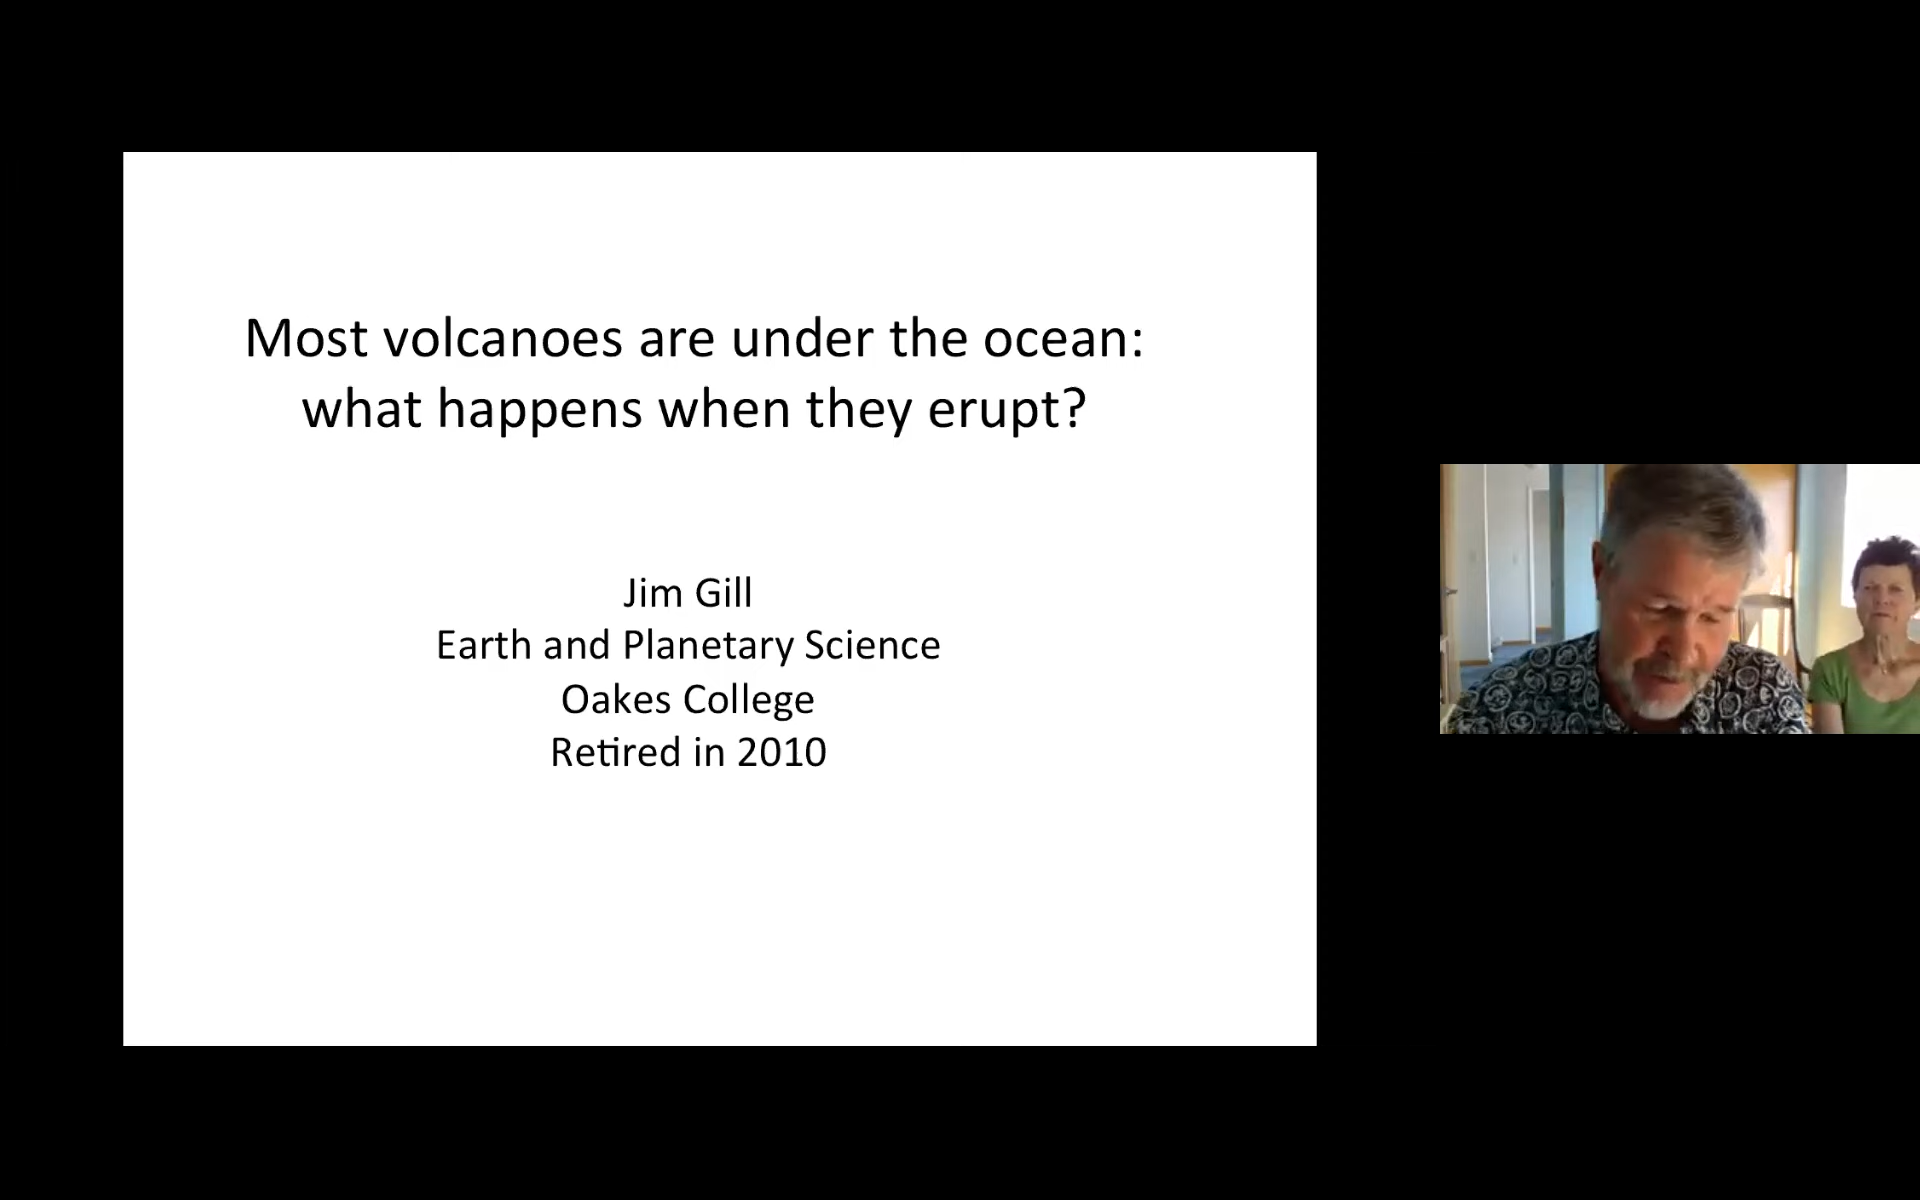 Most volcanoes are under the ocean:
what happens when they erupt?
Jim Gill
Earth and Planetary Science
Oakes College
Retired in 2010